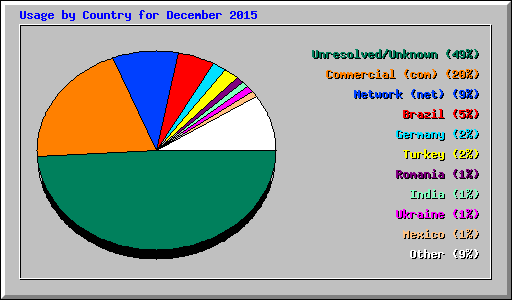 Usage by Country for December 2015
Unresolved/Unknown (49%)
Commercial (com) (20%)
Network (net) (9%)
Brazil (5%)
Germany (2%)
Turkey (2%)
Romania (1%)
India (1%)
Ukraine (1%)
Mexico (1%)
Other (9%)